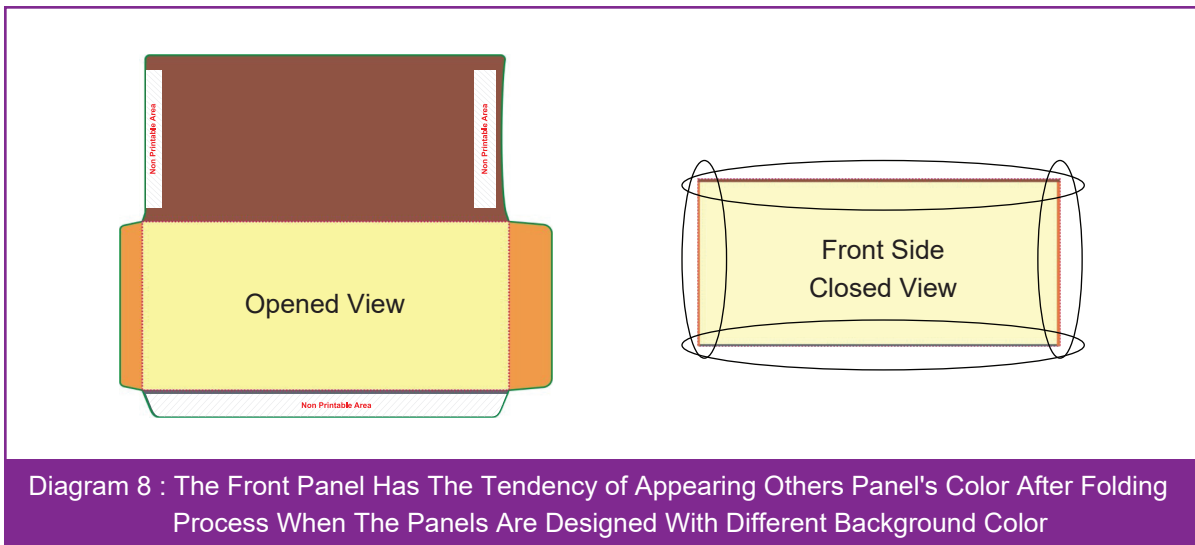 Non Printable Area
Non Printable Area
Opened View
Non Printable Area
Front Side
Closed View
Diagram 8 : The Front Panel Has The Tendency of Appearing Others Panel's Color After Folding
Process When The Panels Are Designed With Different Background Color